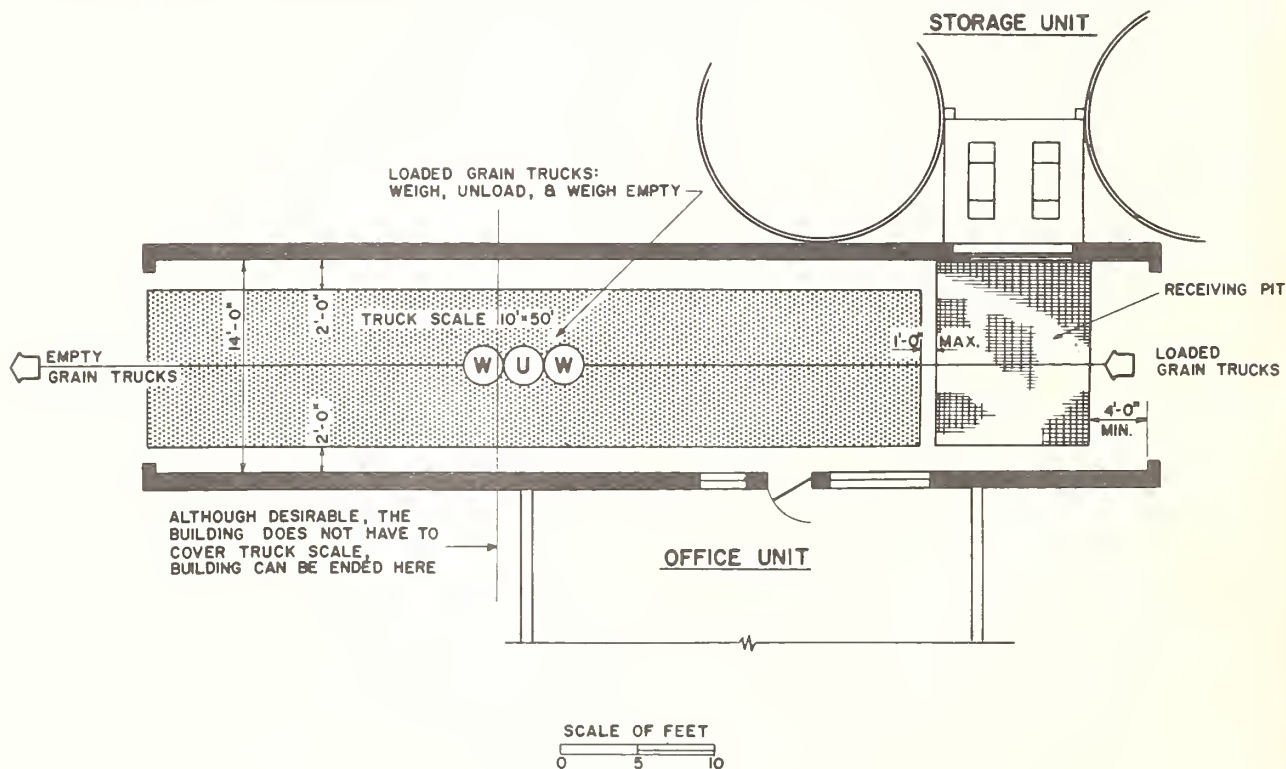 STORAGE UNIT
LOADED GRAIN TRUCKS:
WEIGH, UNLOAD, & WEIGH EMPTY
RECEIVING PIT
14'-0"
2'-0"
TRUCK SCALE 10'×50'
1'-0" MAX.
EMPTY
GRAIN TRUCKS
W U W
LOADED
GRAIN TRUCKS
2'-0"
4'-0"
MIN.
ALTHOUGH DESIRABLE, THE
BUILDING DOES NOT HAVE TO
COVER TRUCK SCALE,
BUILDING CAN BE ENDED HERE
OFFICE UNIT
SCALE OF FEET
0 5 10